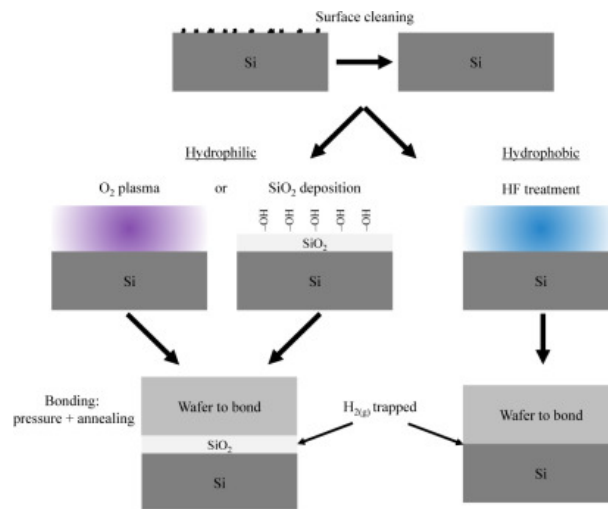 Surface cleaning
Si
Si
Hydrophilic
Hydrophobic
O₂ plasma
or
SiO₂ deposition
HF treatment
–OH
–OH
–OH
–OH
–OH
SiO₂
Si
Si
Si
Bonding:
pressure + annealing
Wafer to bond
H₂₍g₎ trapped
Wafer to bond
SiO₂
Si
Si